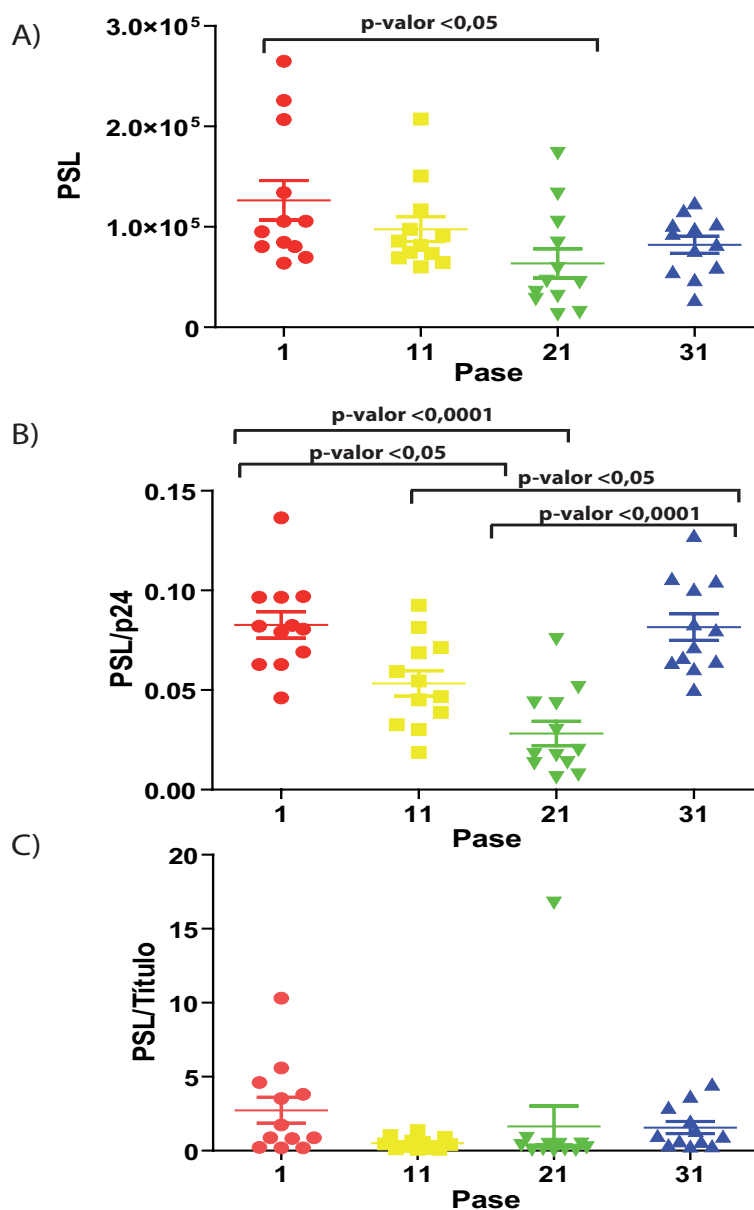 A)
p-valor <0,05
3.0×10⁵
2.0×10⁵
1.0×10⁵
0
PSL
1 11 21 31
Pase
B)
p-valor <0,0001
p-valor <0,05
p-valor <0,05
p-valor <0,0001
0.15
0.10
0.05
0.00
PSL/p24
1 11 21 31
Pase
C)
20
15
10
5
0
PSL/Título
1 11 21 31
Pase